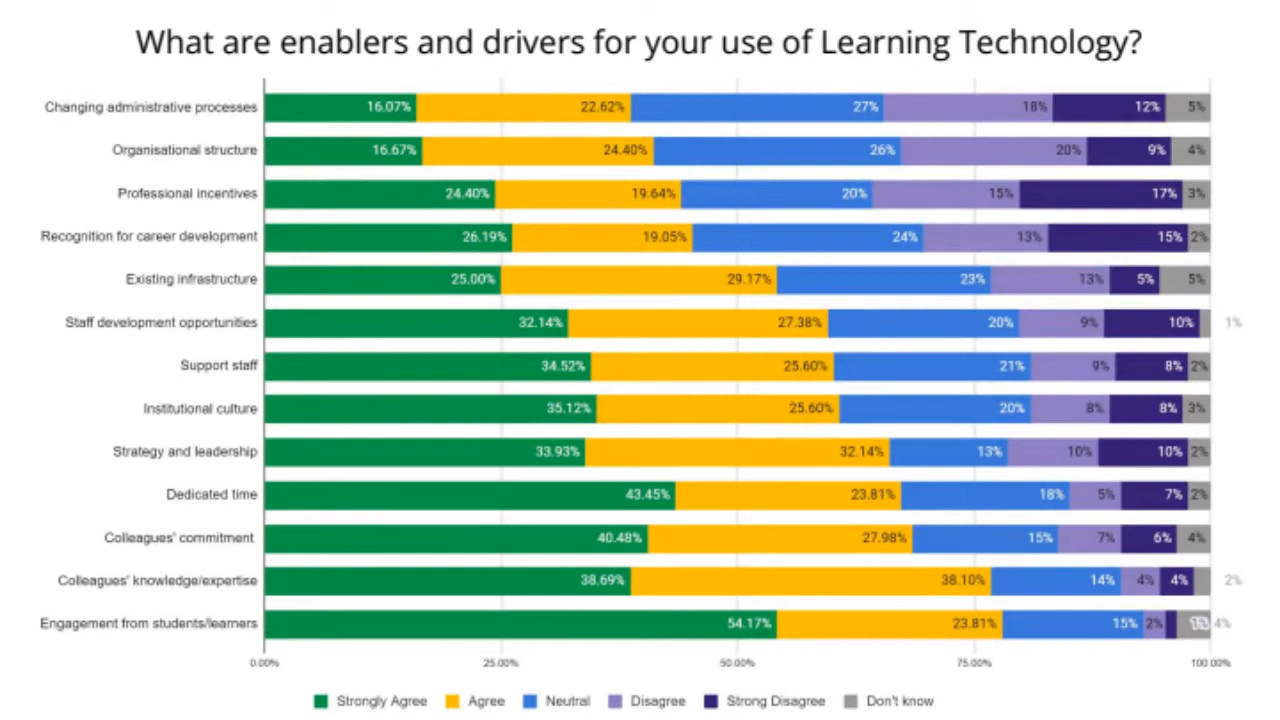 What are enablers and drivers for your use of Learning Technology?
Changing administrative processes 16.07% 22.62% 27% 18% 12% 5%
Organisational structure 16.67% 24.40% 26% 20% 9% 4%
Professional incentives 24.40% 19.64% 20% 15% 17% 3%
Recognition for career development 26.19% 19.05% 24% 13% 15% 2%
Existing infrastructure 25.00% 29.17% 23% 13% 5% 5%
Staff development opportunities 32.14% 27.38% 20% 9% 10% 1%
Support staff 34.52% 25.60% 21% 9% 8% 2%
Institutional culture 35.12% 25.60% 20% 8% 8% 3%
Strategy and leadership 33.93% 32.14% 13% 10% 10% 2%
Dedicated time 43.45% 23.81% 18% 5% 7% 2%
Colleagues' commitment 40.48% 27.98% 15% 7% 6% 4%
Colleagues' knowledge/expertise 38.69% 38.10% 14% 4% 4% 2%
Engagement from students/learners 54.17% 23.81% 15% 2% 1% 4%
0.00% 25.00% 50.00% 75.00% 100.00%
Strongly Agree Agree Neutral Disagree Strong Disagree Don't know